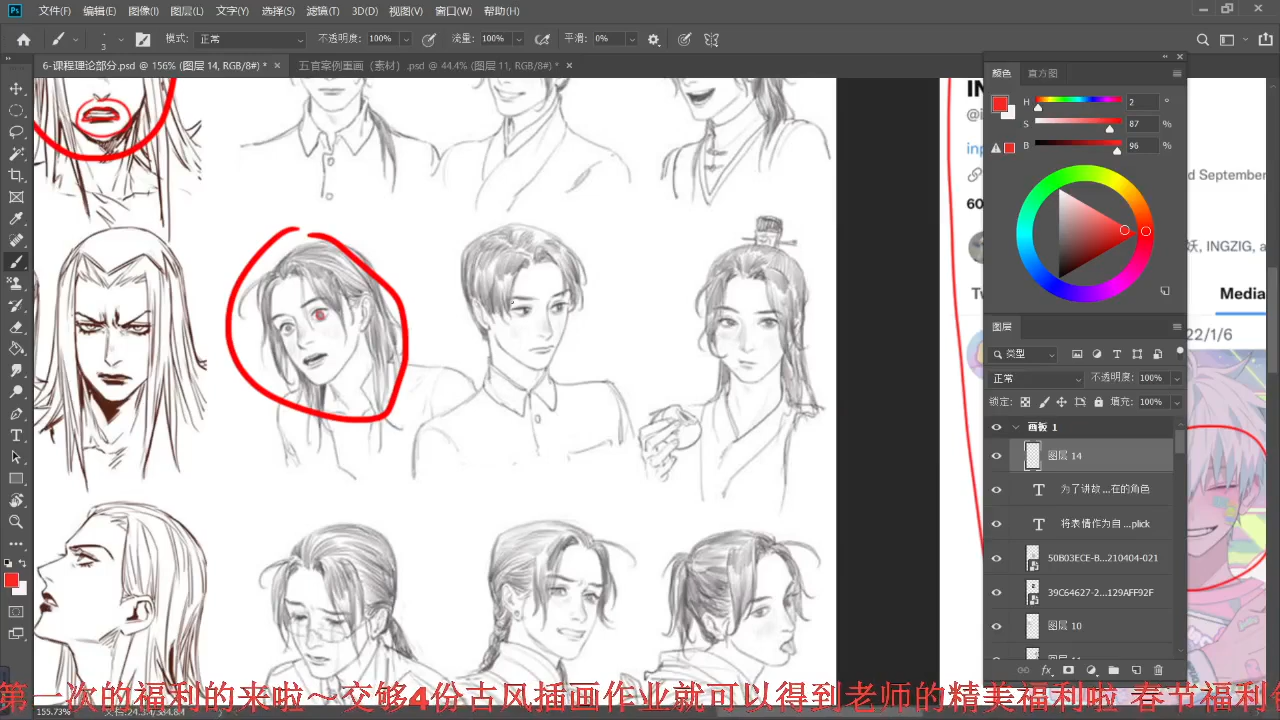 文件(F) 编辑(E) 图像(I) 图层(L) 文字(Y) 选择(S) 滤镜(T) 3D(D) 视图(V) 窗口(W) 帮助(H)
3 模式: 正常 不透明度: 100% 流量: 100% 平滑: 0%
6-课程理论部分.psd @ 156% (图层 14, RGB/8#) * × 五官案例重画（素材）.psd @ 44.4% (图层 11, RGB/8#) * ×
颜色 直方图
H 2 °
S 87 %
B 96 %
d September
60
妖, INGZIG, a
Media
22/1/6
图层
类型
正常 不透明度: 100%
锁定: 填充: 100%
画板 1
图层 14
T 为了讲故...在的角色
T 将表情作为自 ...plick
50B03ECE-B...210404-021
39C64627-2...129AFF92F
图层 10
第一次的福利的来啦～交够4份古风插画作业就可以得到老师的精美福利啦 春节福利
155.73%